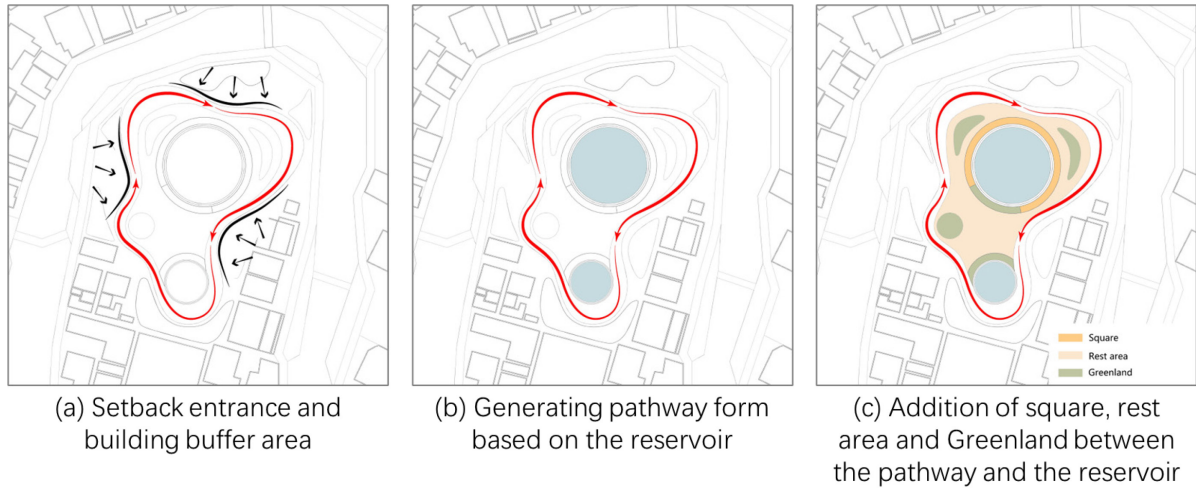 Square
Rest area
Greenland
(a) Setback entrance and
building buffer area
(b) Generating pathway form
based on the reservoir
(c) Addition of square, rest
area and Greenland between
the pathway and the reservoir